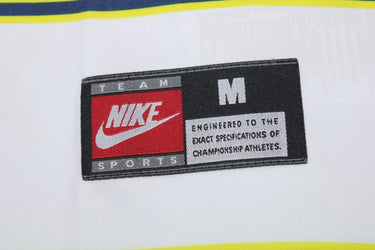 TEAM
NIKE
SPORTS
M
ENGINEERED TO THE
EXACT SPECIFICATIONS OF
CHAMPIONSHIP ATHLETES.